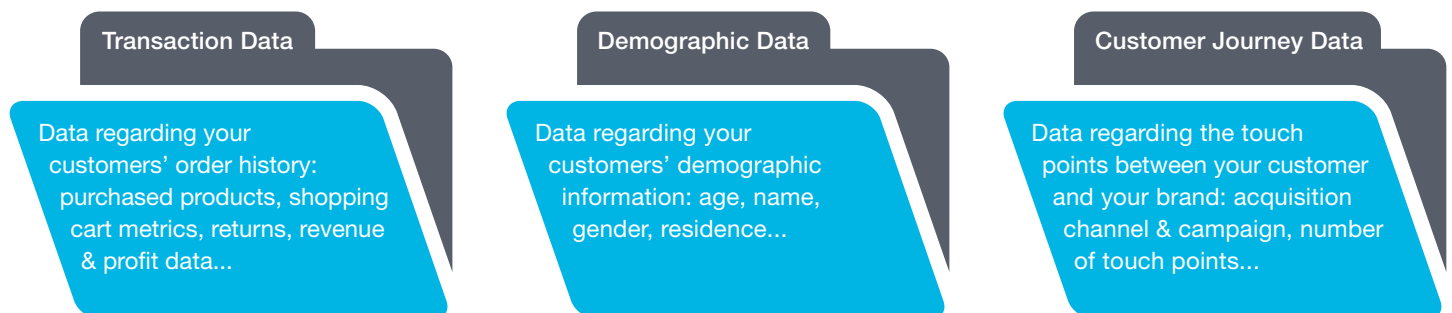 Transaction Data
Data regarding your
customers’ order history:
purchased products, shopping
cart metrics, returns, revenue
& profit data...
Demographic Data
Data regarding your
customers’ demographic
information: age, name,
gender, residence...
Customer Journey Data
Data regarding the touch
points between your customer
and your brand: acquisition
channel & campaign, number
of touch points...